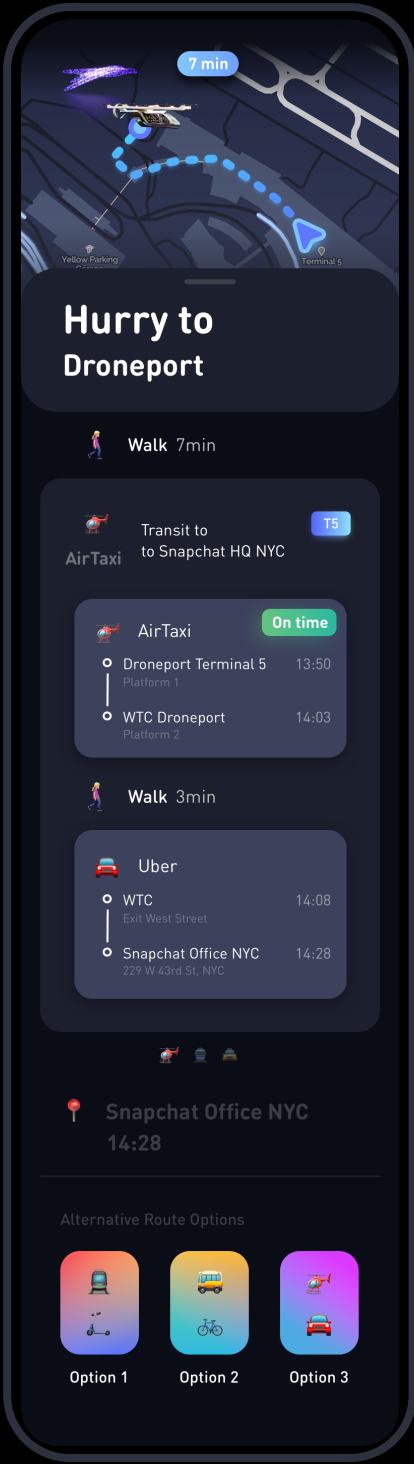 7 min
Yellow Parking
Garage
Terminal 5
Hurry to
Droneport
Walk 7min
AirTaxi
Transit to
to Snapchat HQ NYC
T5
AirTaxi
On time
Droneport Terminal 5 13:50
Platform 1
WTC Droneport 14:03
Platform 2
Walk 3min
Uber
WTC 14:08
Exit West Street
Snapchat Office NYC 14:28
229 W 43rd St, NYC
Snapchat Office NYC
14:28
Alternative Route Options
Option 1 Option 2 Option 3